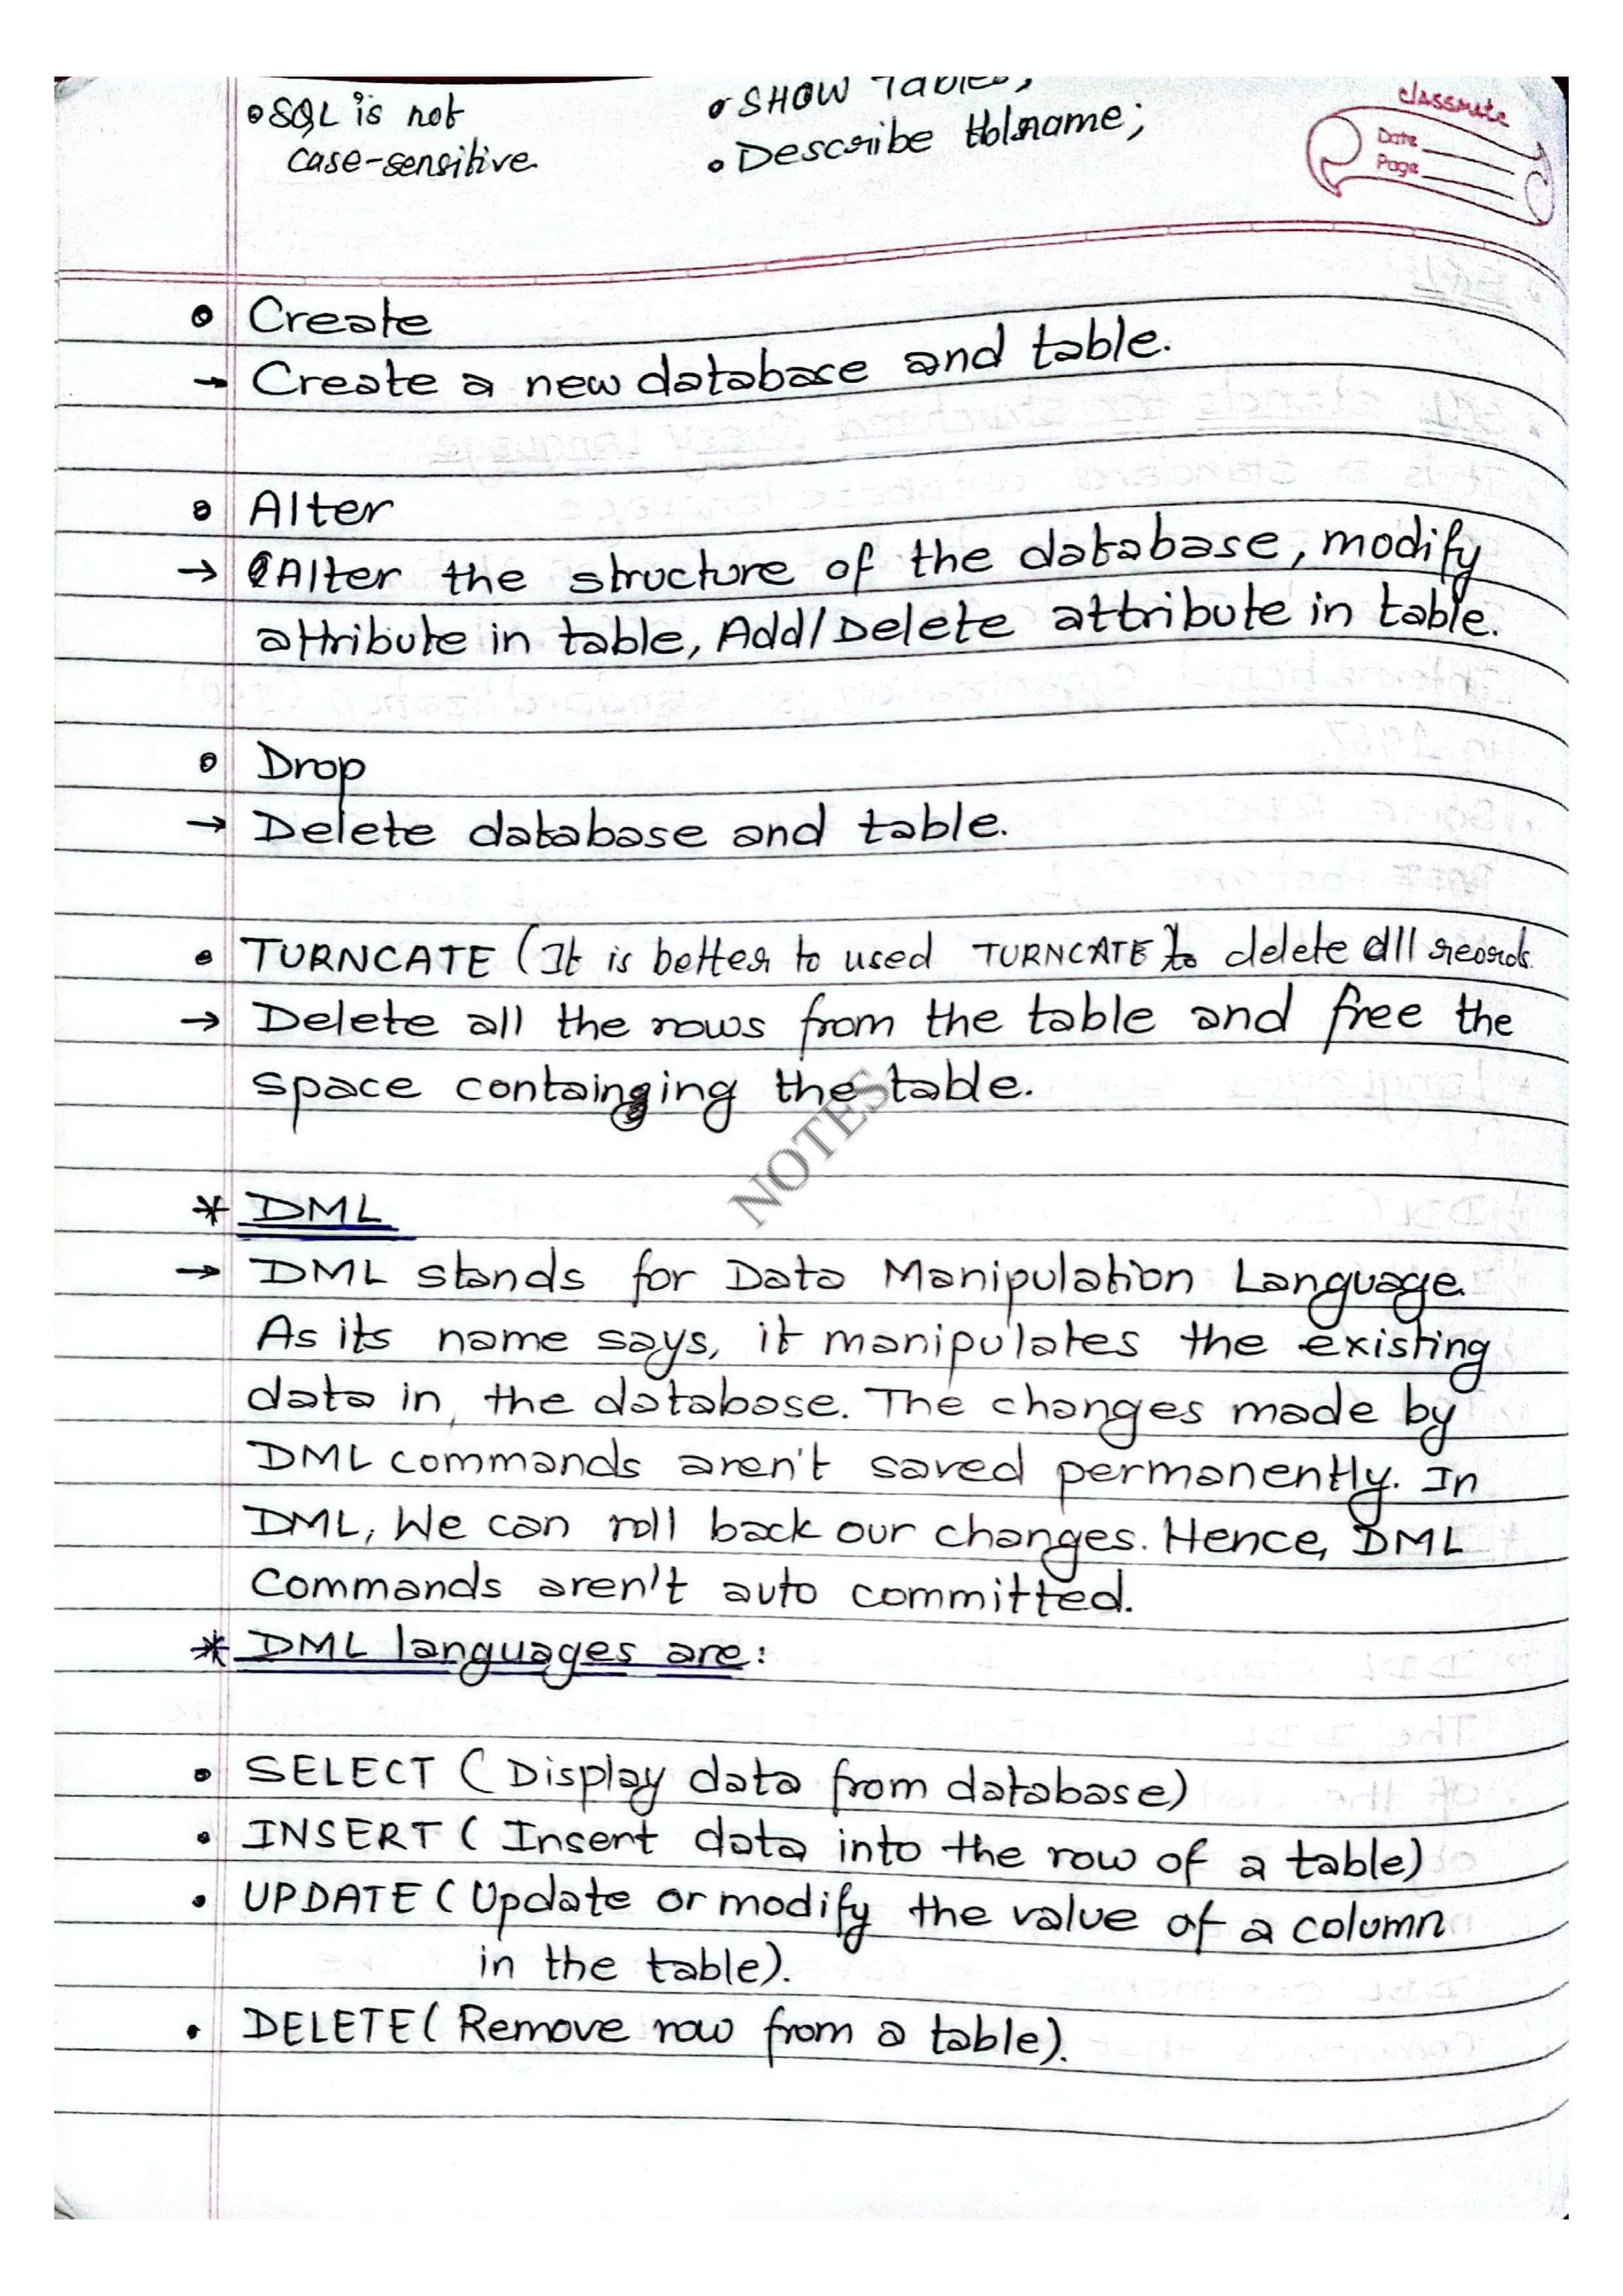 •SQL is not
case-sensitive
• SHOW Tables;
• Describe tblname;
classmate
Date
Page
• Create
→ Create a new database and table.
• Alter
→ Alter the structure of the database, modify
attribute in table, Add/Delete attribute in table.
• Drop
→ Delete database and table.
• TURNCATE (It is better to used TURNCATE to delete all records
→ Delete all the rows from the table and free the
space containging the table.
NOTES
* DML
→ DML stands for Data Manipulation Language.
As its name says, it manipulates the existing
data in, the database. The changes made by
DML commands aren't saved permanently. In
DML, We can roll back our changes. Hence, DML
Commands aren't auto committed.
* DML languages are:
• SELECT ( Display data from database)
• INSERT ( Insert data into the row of a table)
• UPDATE ( Update or modify the value of a column
in the table).
• DELETE ( Remove row from a table).